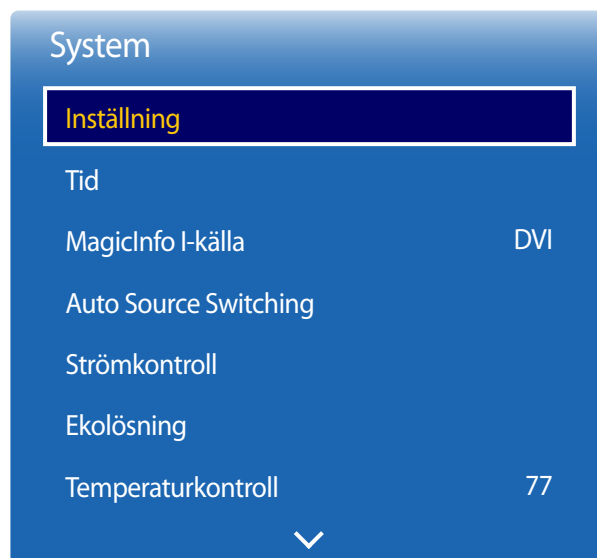 System
Inställning
Tid
MagicInfo I-källa DVI
Auto Source Switching
Strömkontroll
Ekolösning
Temperaturkontroll 77